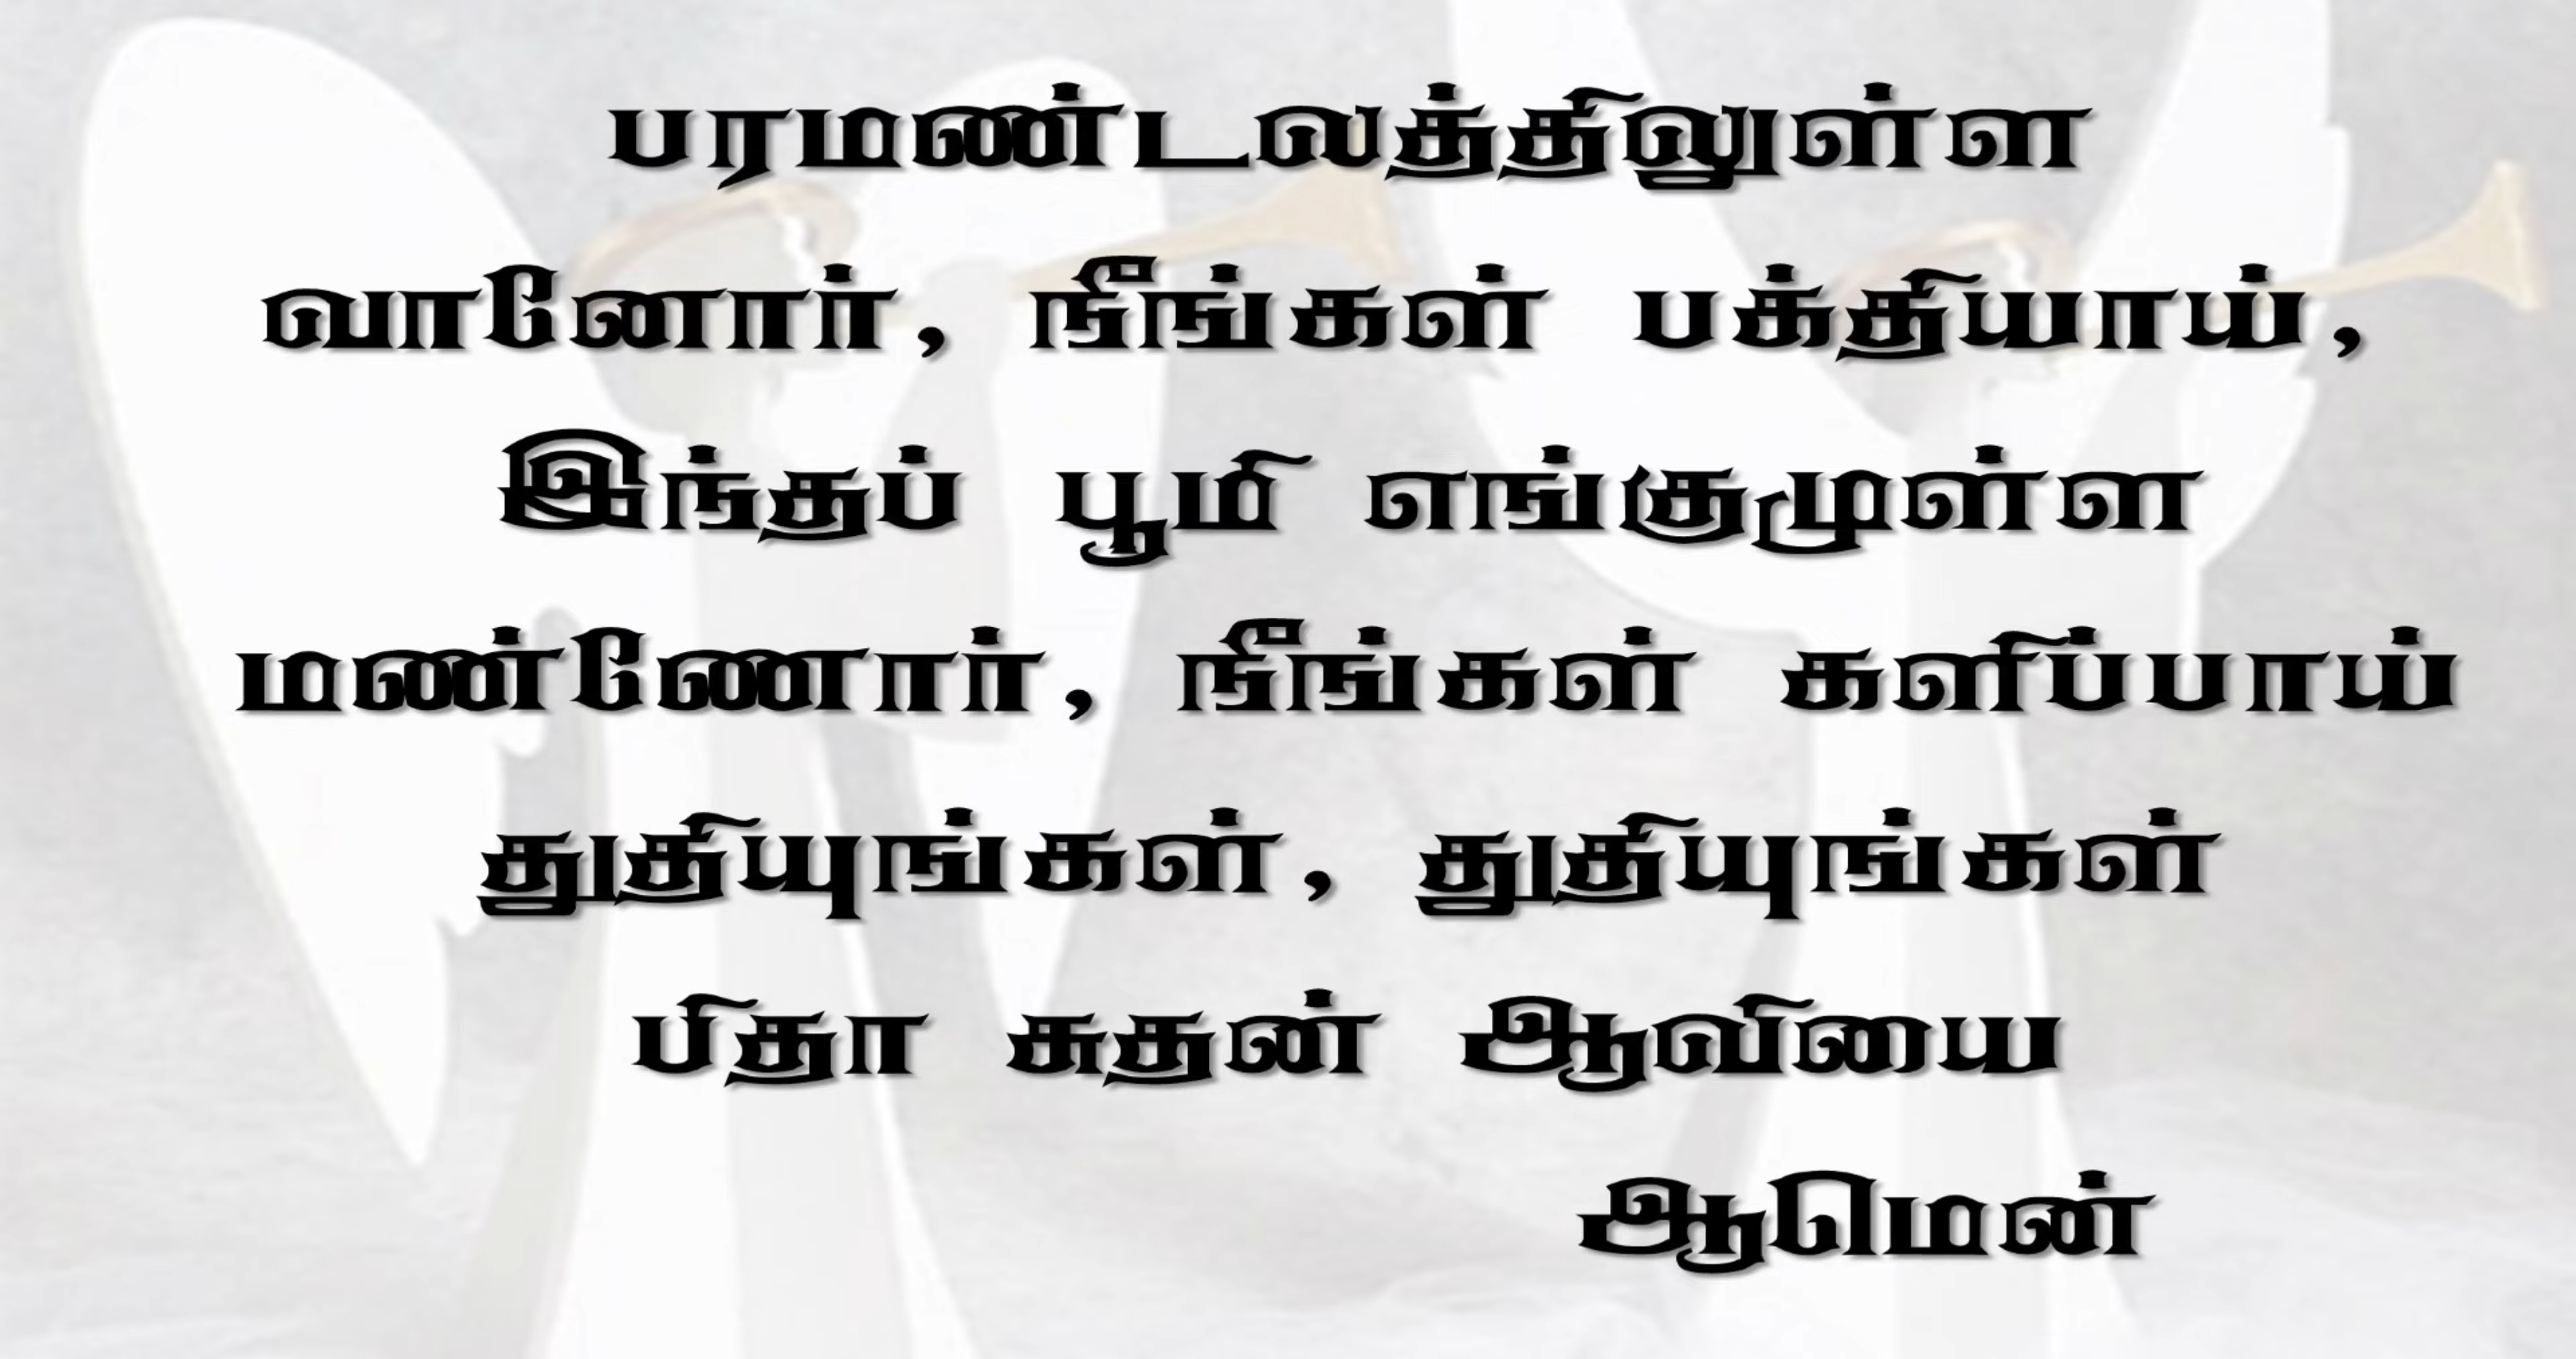 பரமண்டலத்திலுள்ள
வானோர், நீங்கள் பக்தியாய்,
இந்தப் பூமி எங்குமுள்ள
மண்ணோர், நீங்கள் களிப்பாய்
துதியுங்கள், துதியுங்கள்
பிதா சுதன் ஆவியை
ஆமென்